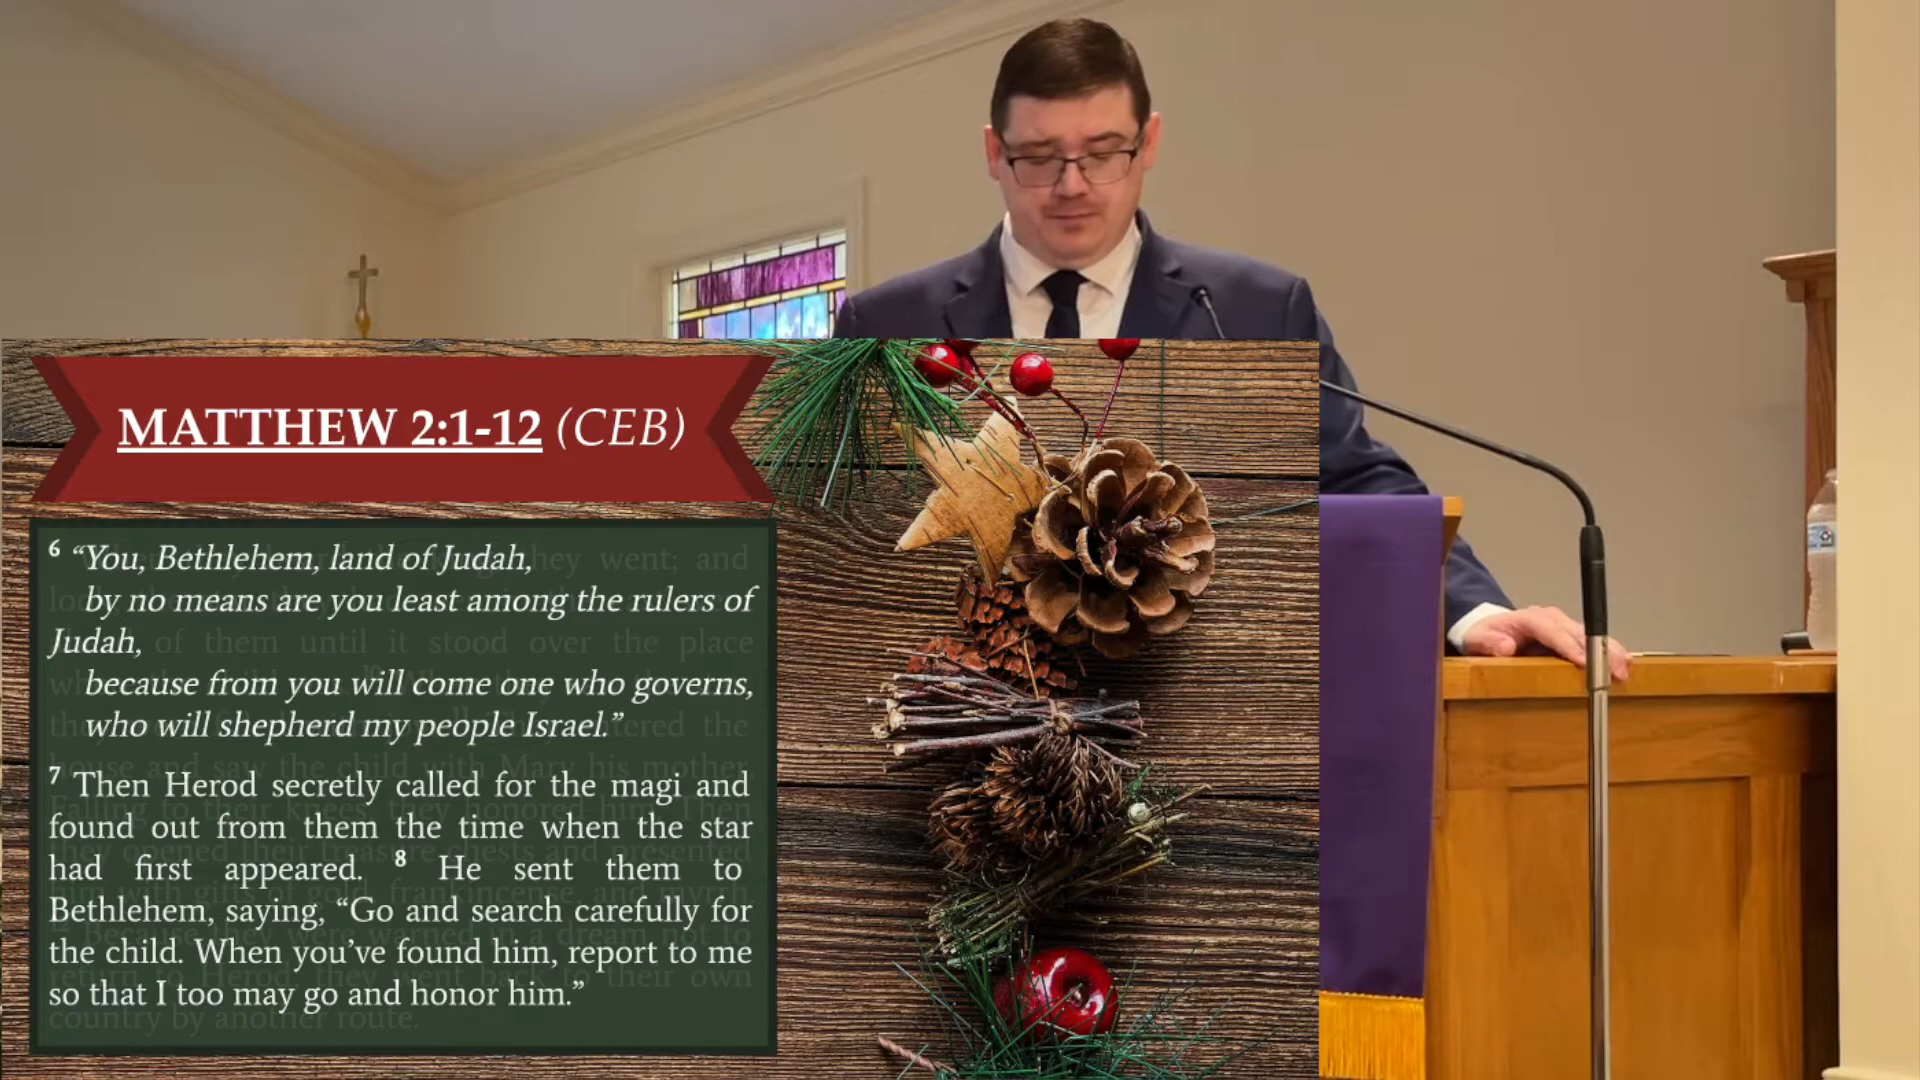 MATTHEW 2:1-12 (CEB)
6 “You, Bethlehem, land of Judah,
by no means are you least among the rulers of
Judah,
because from you will come one who governs,
who will shepherd my people Israel.”
7 Then Herod secretly called for the magi and
found out from them the time when the star
had first appeared. 8 He sent them to
Bethlehem, saying, “Go and search carefully for
the child. When you’ve found him, report to me
so that I too may go and honor him.”
country by another route.